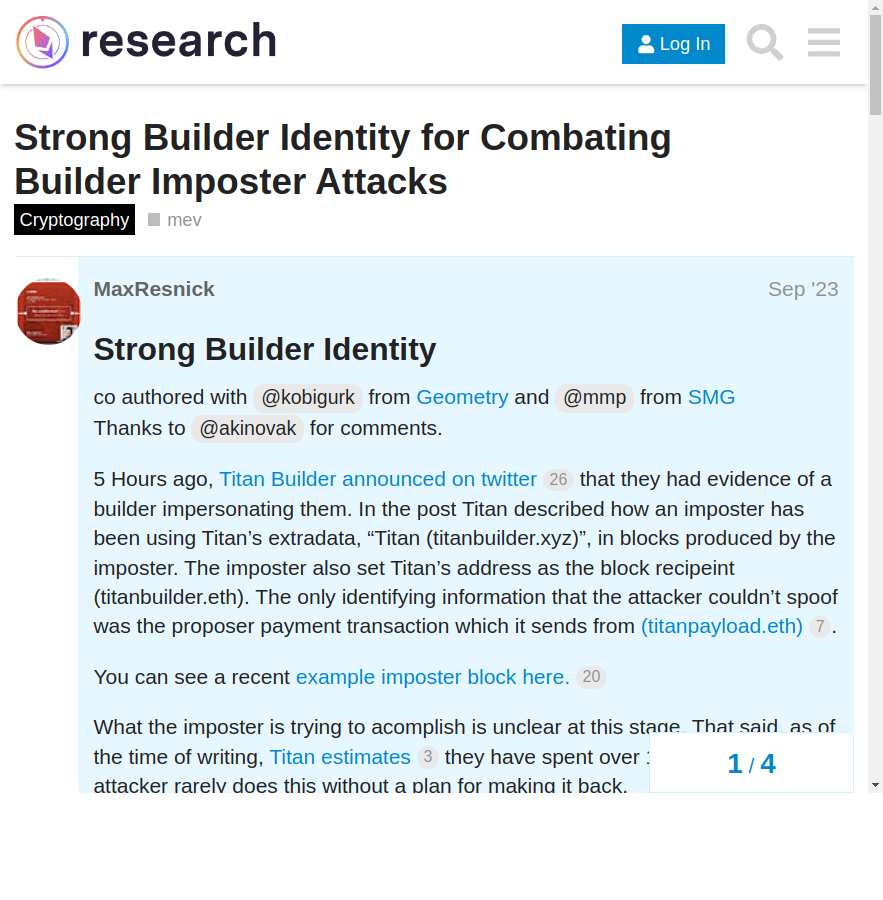 research
Log In
Strong Builder Identity for Combating
Builder Imposter Attacks
Cryptography mev
MaxResnick Sep '23
Strong Builder Identity
co authored with @kobigurk from Geometry and @mmp from SMG
Thanks to @akinovak for comments.
5 Hours ago, Titan Builder announced on twitter 26 that they had evidence of a
builder impersonating them. In the post Titan described how an imposter has
been using Titan’s extradata, “Titan (titanbuilder.xyz)”, in blocks produced by the
imposter. The imposter also set Titan’s address as the block recipeint
(titanbuilder.eth). The only identifying information that the attacker couldn’t spoof
was the proposer payment transaction which it sends from (titanpayload.eth) 7.
You can see a recent example imposter block here. 20
What the imposter is trying to acomplish is unclear at this stage. That said, as of
the time of writing, Titan estimates 3 they have spent over
attacker rarely does this without a plan for making it back.
1 / 4